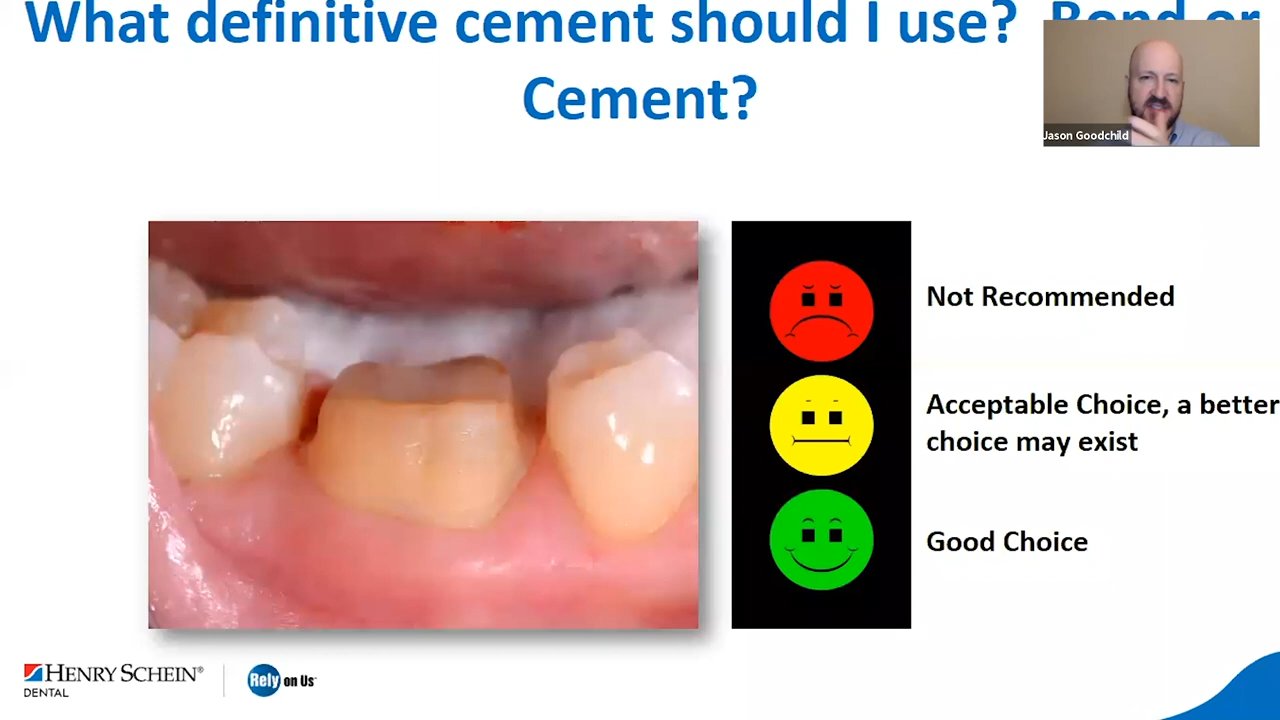 What definitive cement should I use? Bond or
Cement?
Jason Goodchild
Not Recommended
Acceptable Choice, a better
choice may exist
Good Choice
HENRY SCHEIN®
DENTAL
Rely on Us™